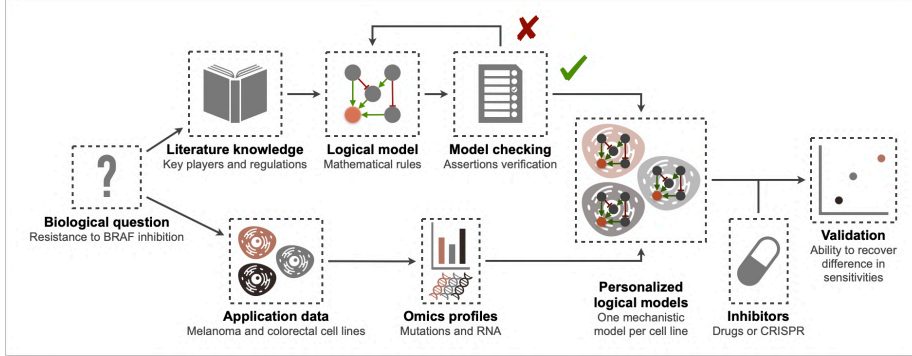 Literature knowledge
Key players and regulations
Logical model
Mathematical rules
Model checking
Assertions verification
?
Biological question
Resistance to BRAF inhibition
Application data
Melanoma and colorectal cell lines
Omics profiles
Mutations and RNA
Personalized
logical models
One mechanistic
model per cell line
Inhibitors
Drugs or CRISPR
Validation
Ability to recover
difference in
sensitivities